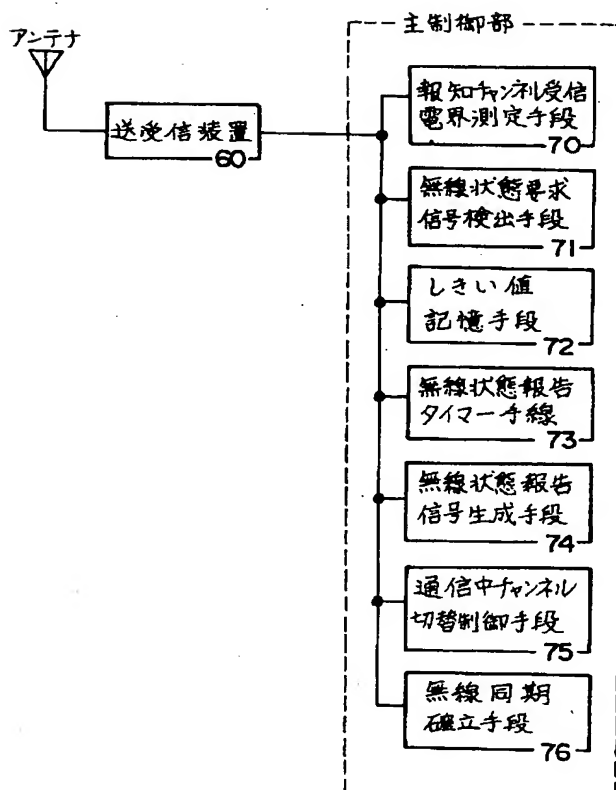 主制御部
アンテナ
送受信装置
60
報知チャンネル受信
電界測定手段
70
無線状態要求
信号検出手段
71
しきい値
記憶手段
72
無線状態報告
タイマー手線
73
無線状態報告
信号生成手段
74
通信中チャンネル
切替制御手段
75
無線同期
確立手段
76